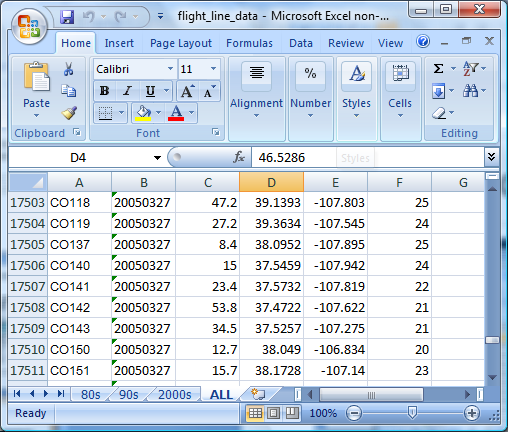 flight_line_data - Microsoft Excel non-...
Home Insert Page Layout Formulas Data Review View
Paste
Calibri 11
B I U
A A
A
%
Σ
A Z
Alignment Number Styles Cells
Clipboard Font Editing
D4 fx 46.5286 Styles
A B C D E F G
17503 CO118 20050327 47.2 39.1393 -107.803 25
17504 CO119 20050327 27.2 39.3634 -107.545 24
17505 CO137 20050327 8.4 38.0952 -107.895 25
17506 CO140 20050327 15 37.5459 -107.942 24
17507 CO141 20050327 23.4 37.5732 -107.819 22
17508 CO142 20050327 53.8 37.4722 -107.622 21
17509 CO143 20050327 34.5 37.5257 -107.275 21
17510 CO150 20050327 12.7 38.049 -106.834 20
17511 CO151 20050327 15.7 38.1728 -107.14 23
80s 90s 2000s ALL
Ready 100%